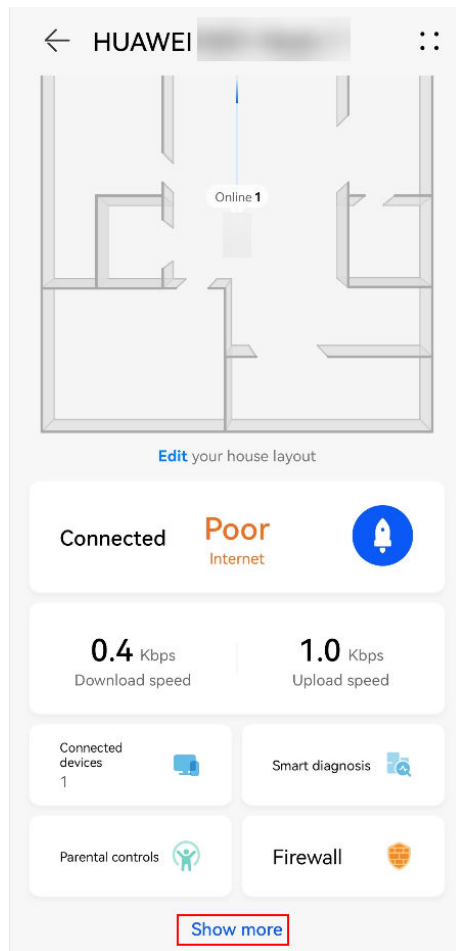 HUAWEI
Online 1
Edit your house layout
Connected
Poor
Internet
0.4 Kbps
Download speed
1.0 Kbps
Upload speed
Connected
devices
1
Smart diagnosis
Parental controls
Firewall
Show more